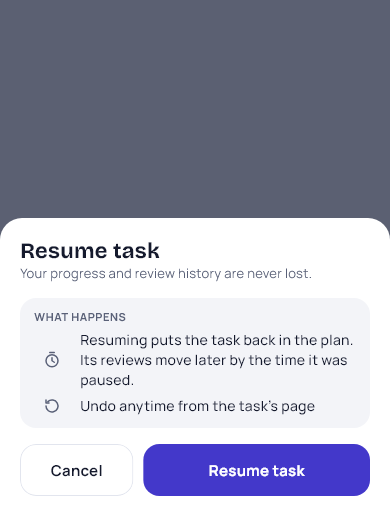 Resume task
Your progress and review history are never lost.
WHAT HAPPENS
Resuming puts the task back in the plan.
Its reviews move later by the time it was
paused.
Undo anytime from the task's page
Cancel
Resume task